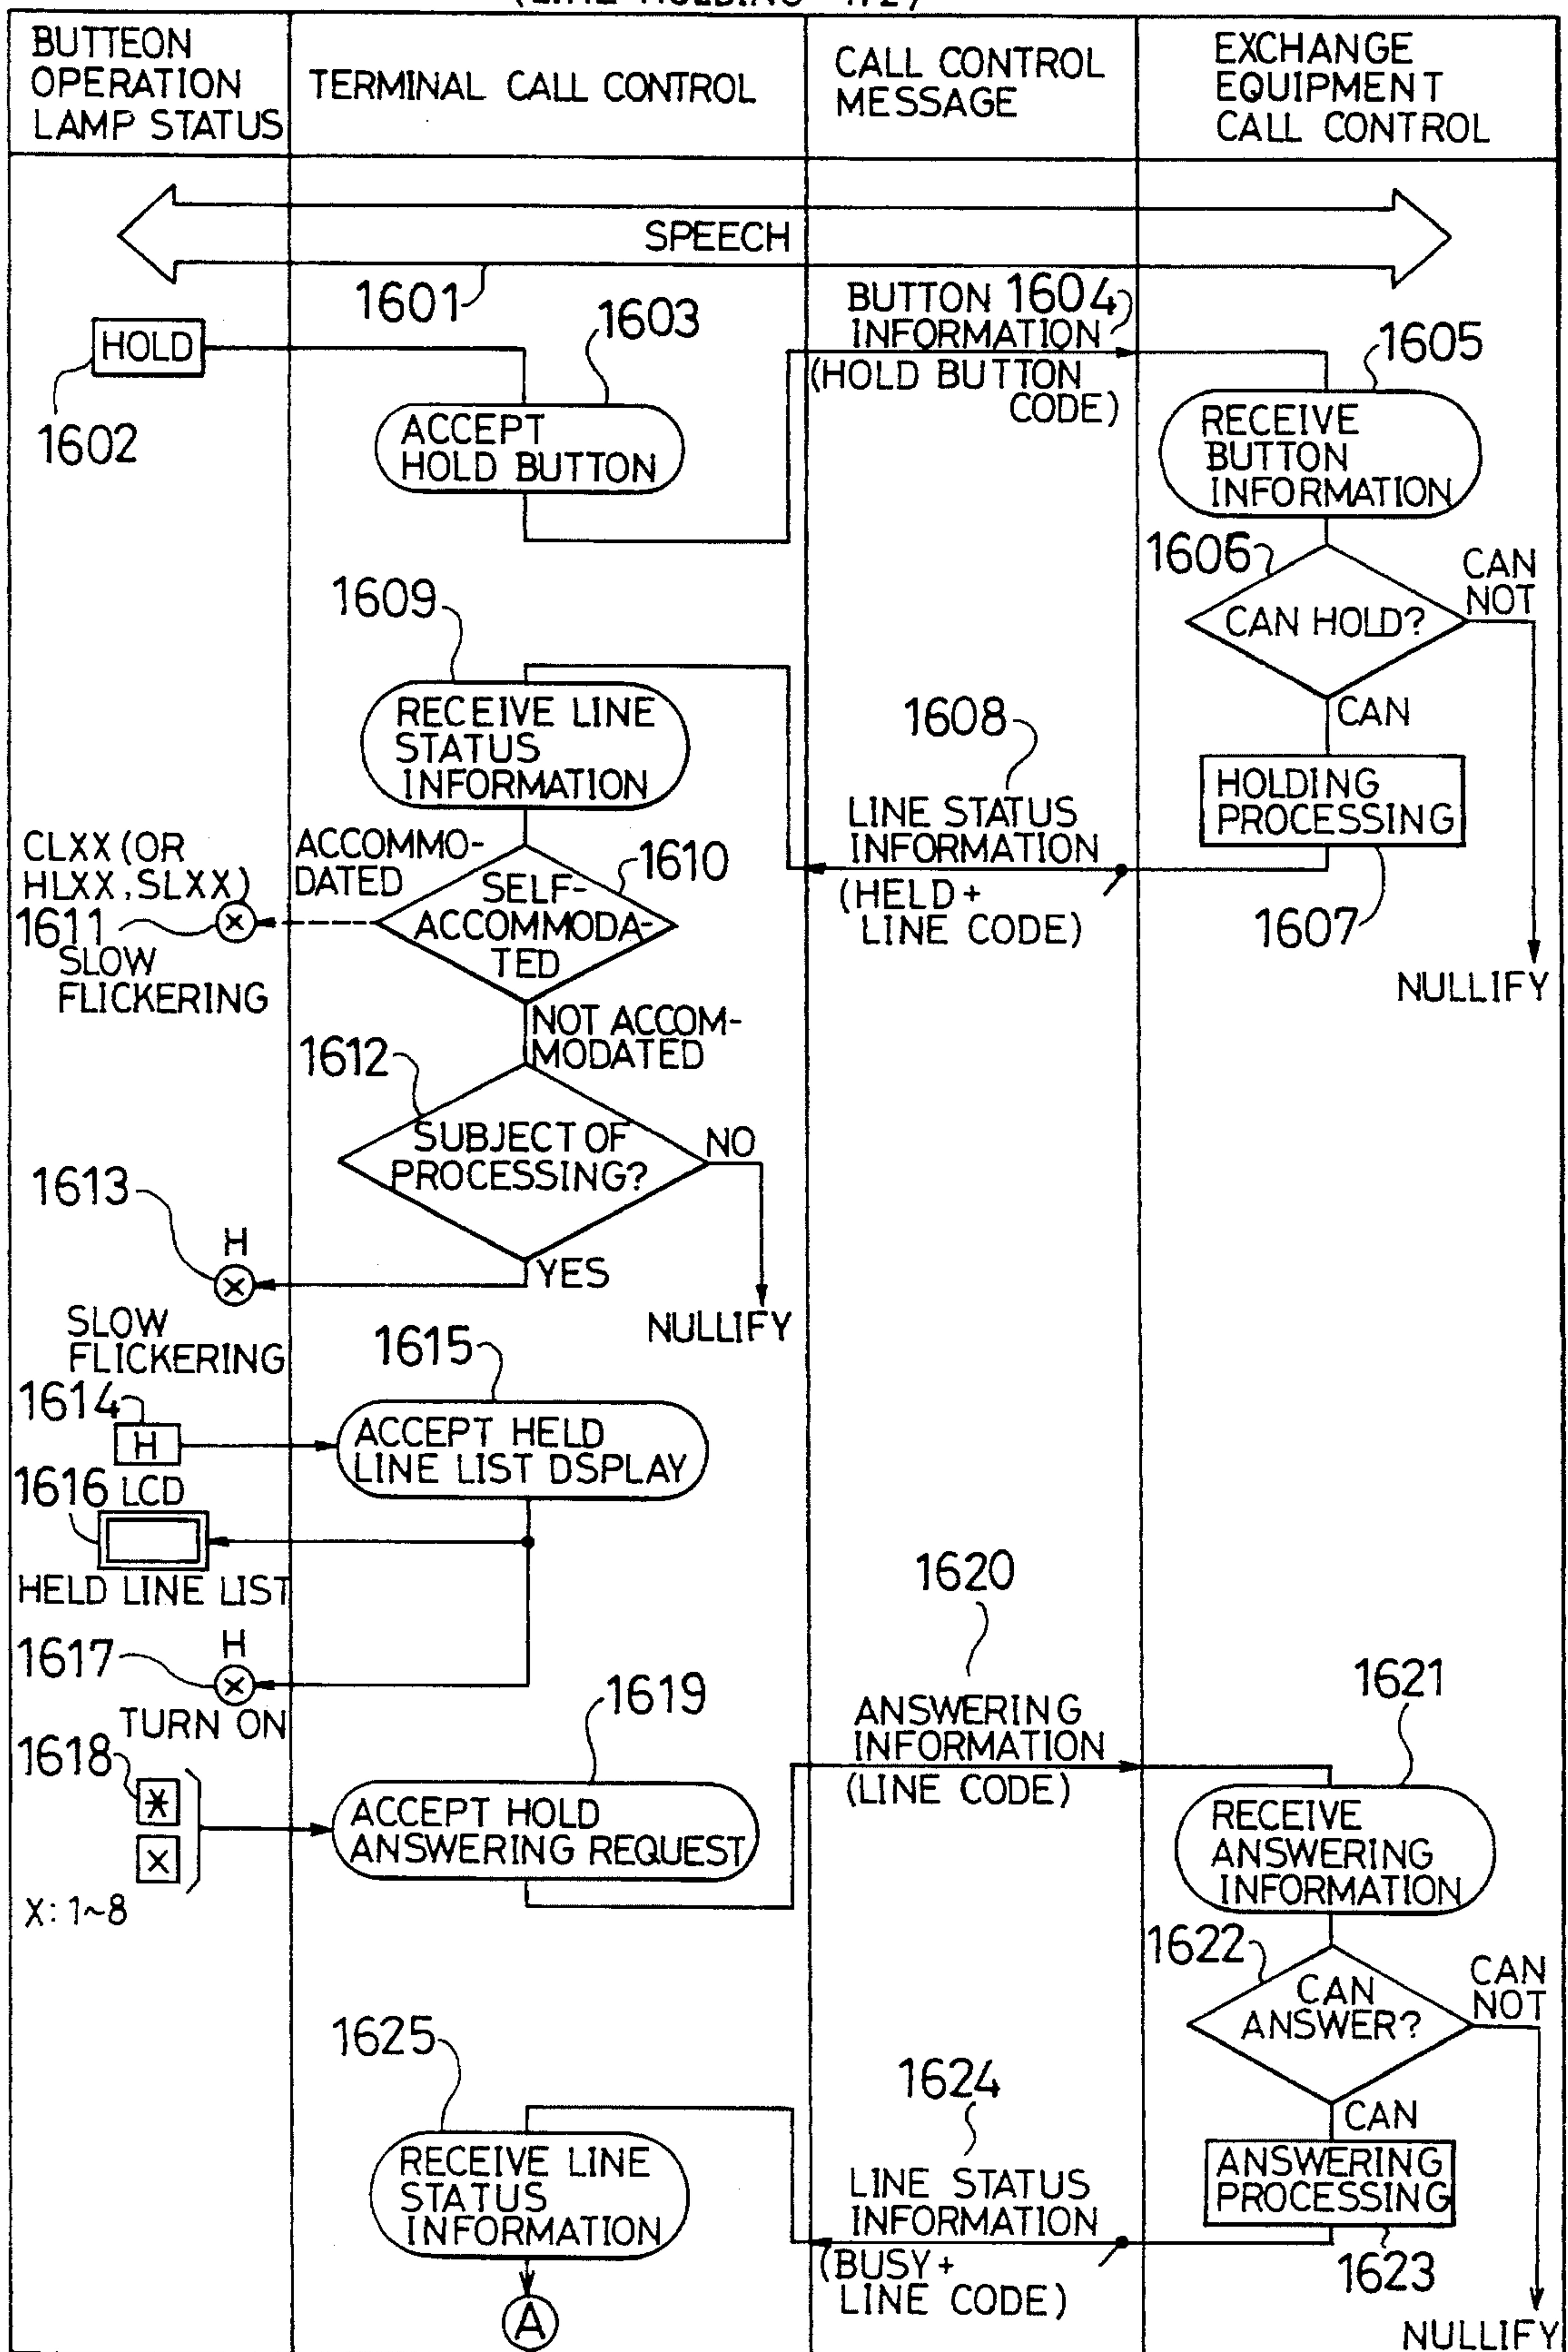 (LINE HOLDING 1/2)
BUTTEON
OPERATION
LAMP STATUS
TERMINAL CALL CONTROL
CALL CONTROL
MESSAGE
EXCHANGE
EQUIPMENT
CALL CONTROL
SPEECH
1601
HOLD
1602
1603
ACCEPT
HOLD BUTTON
BUTTON 1604
INFORMATION
(HOLD BUTTON
CODE)
1605
RECEIVE
BUTTON
INFORMATION
1606
CAN HOLD?
CAN
NOT
CAN
HOLDING
PROCESSING
1607
NULLIFY
1608
LINE STATUS
INFORMATION
(HELD+
LINE CODE)
1609
RECEIVE LINE
STATUS
INFORMATION
ACCOMMO-
DATED
1610
SELF-
ACCOMMODA-
TED
CLXX (OR
HLXX, SLXX)
1611
SLOW
FLICKERING
NOT ACCOM-
MODATED
1612
SUBJECT OF
PROCESSING?
NO
YES
NULLIFY
1613
H
SLOW
FLICKERING
1614
H
1615
ACCEPT HELD
LINE LIST DSPLAY
1616 LCD
HELD LINE LIST
1617
H
TURN ON
1618
*
X
X: 1~8
1619
ACCEPT HOLD
ANSWERING REQUEST
1620
ANSWERING
INFORMATION
(LINE CODE)
1621
RECEIVE
ANSWERING
INFORMATION
1622
CAN
ANSWER?
CAN
NOT
CAN
ANSWERING
PROCESSING
1623
NULLIFY
1624
LINE STATUS
INFORMATION
(BUSY+
LINE CODE)
1625
RECEIVE LINE
STATUS
INFORMATION
A